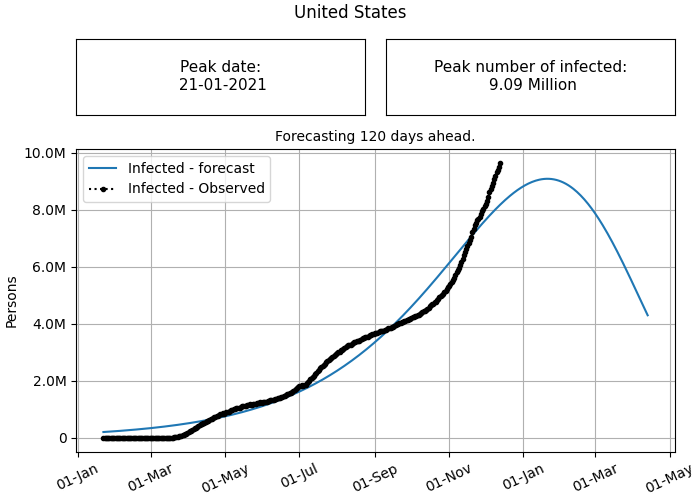 United States
Peak date:
21-01-2021
Peak number of infected:
9.09 Million
Forecasting 120 days ahead.
Infected - forecast
Infected - Observed
10.0M
8.0M
6.0M
4.0M
2.0M
0
Persons
01-Jan
01-Mar
01-May
01-Jul
01-Sep
01-Nov
01-Jan
01-Mar
01-May